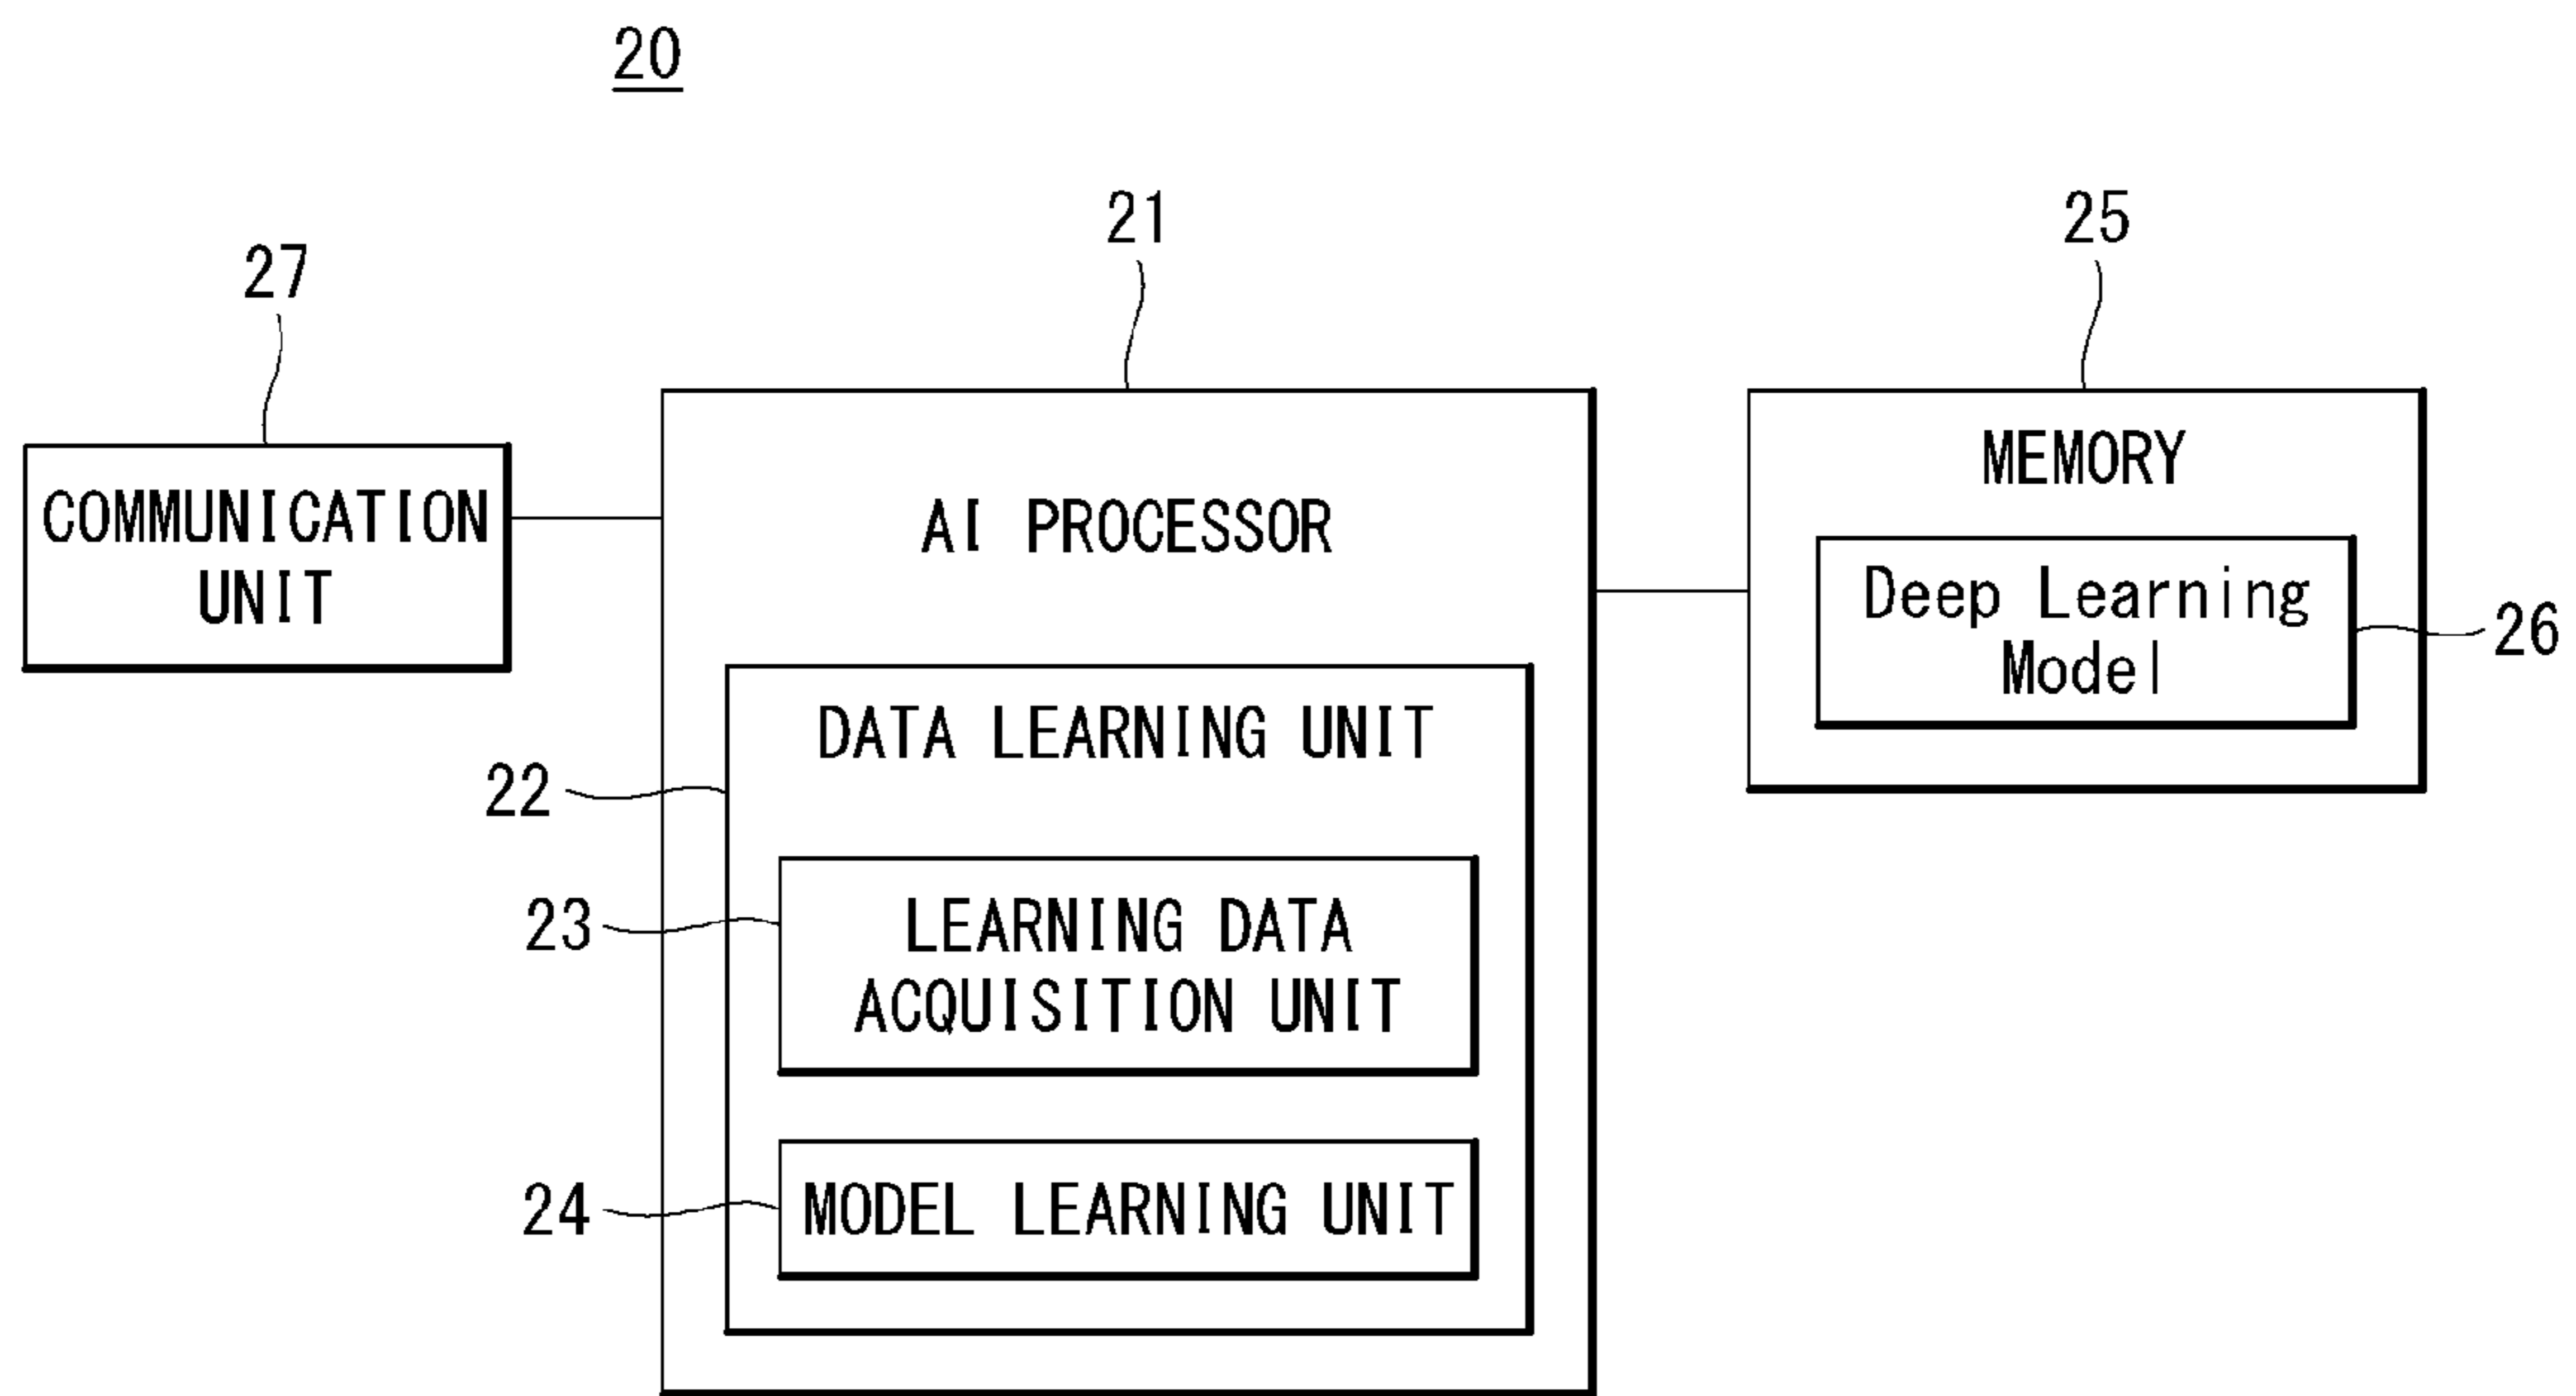 20
21
25
27
COMMUNICATION
UNIT
AI PROCESSOR
MEMORY
Deep Learning
Model
26
DATA LEARNING UNIT
22
23
LEARNING DATA
ACQUISITION UNIT
24
MODEL LEARNING UNIT